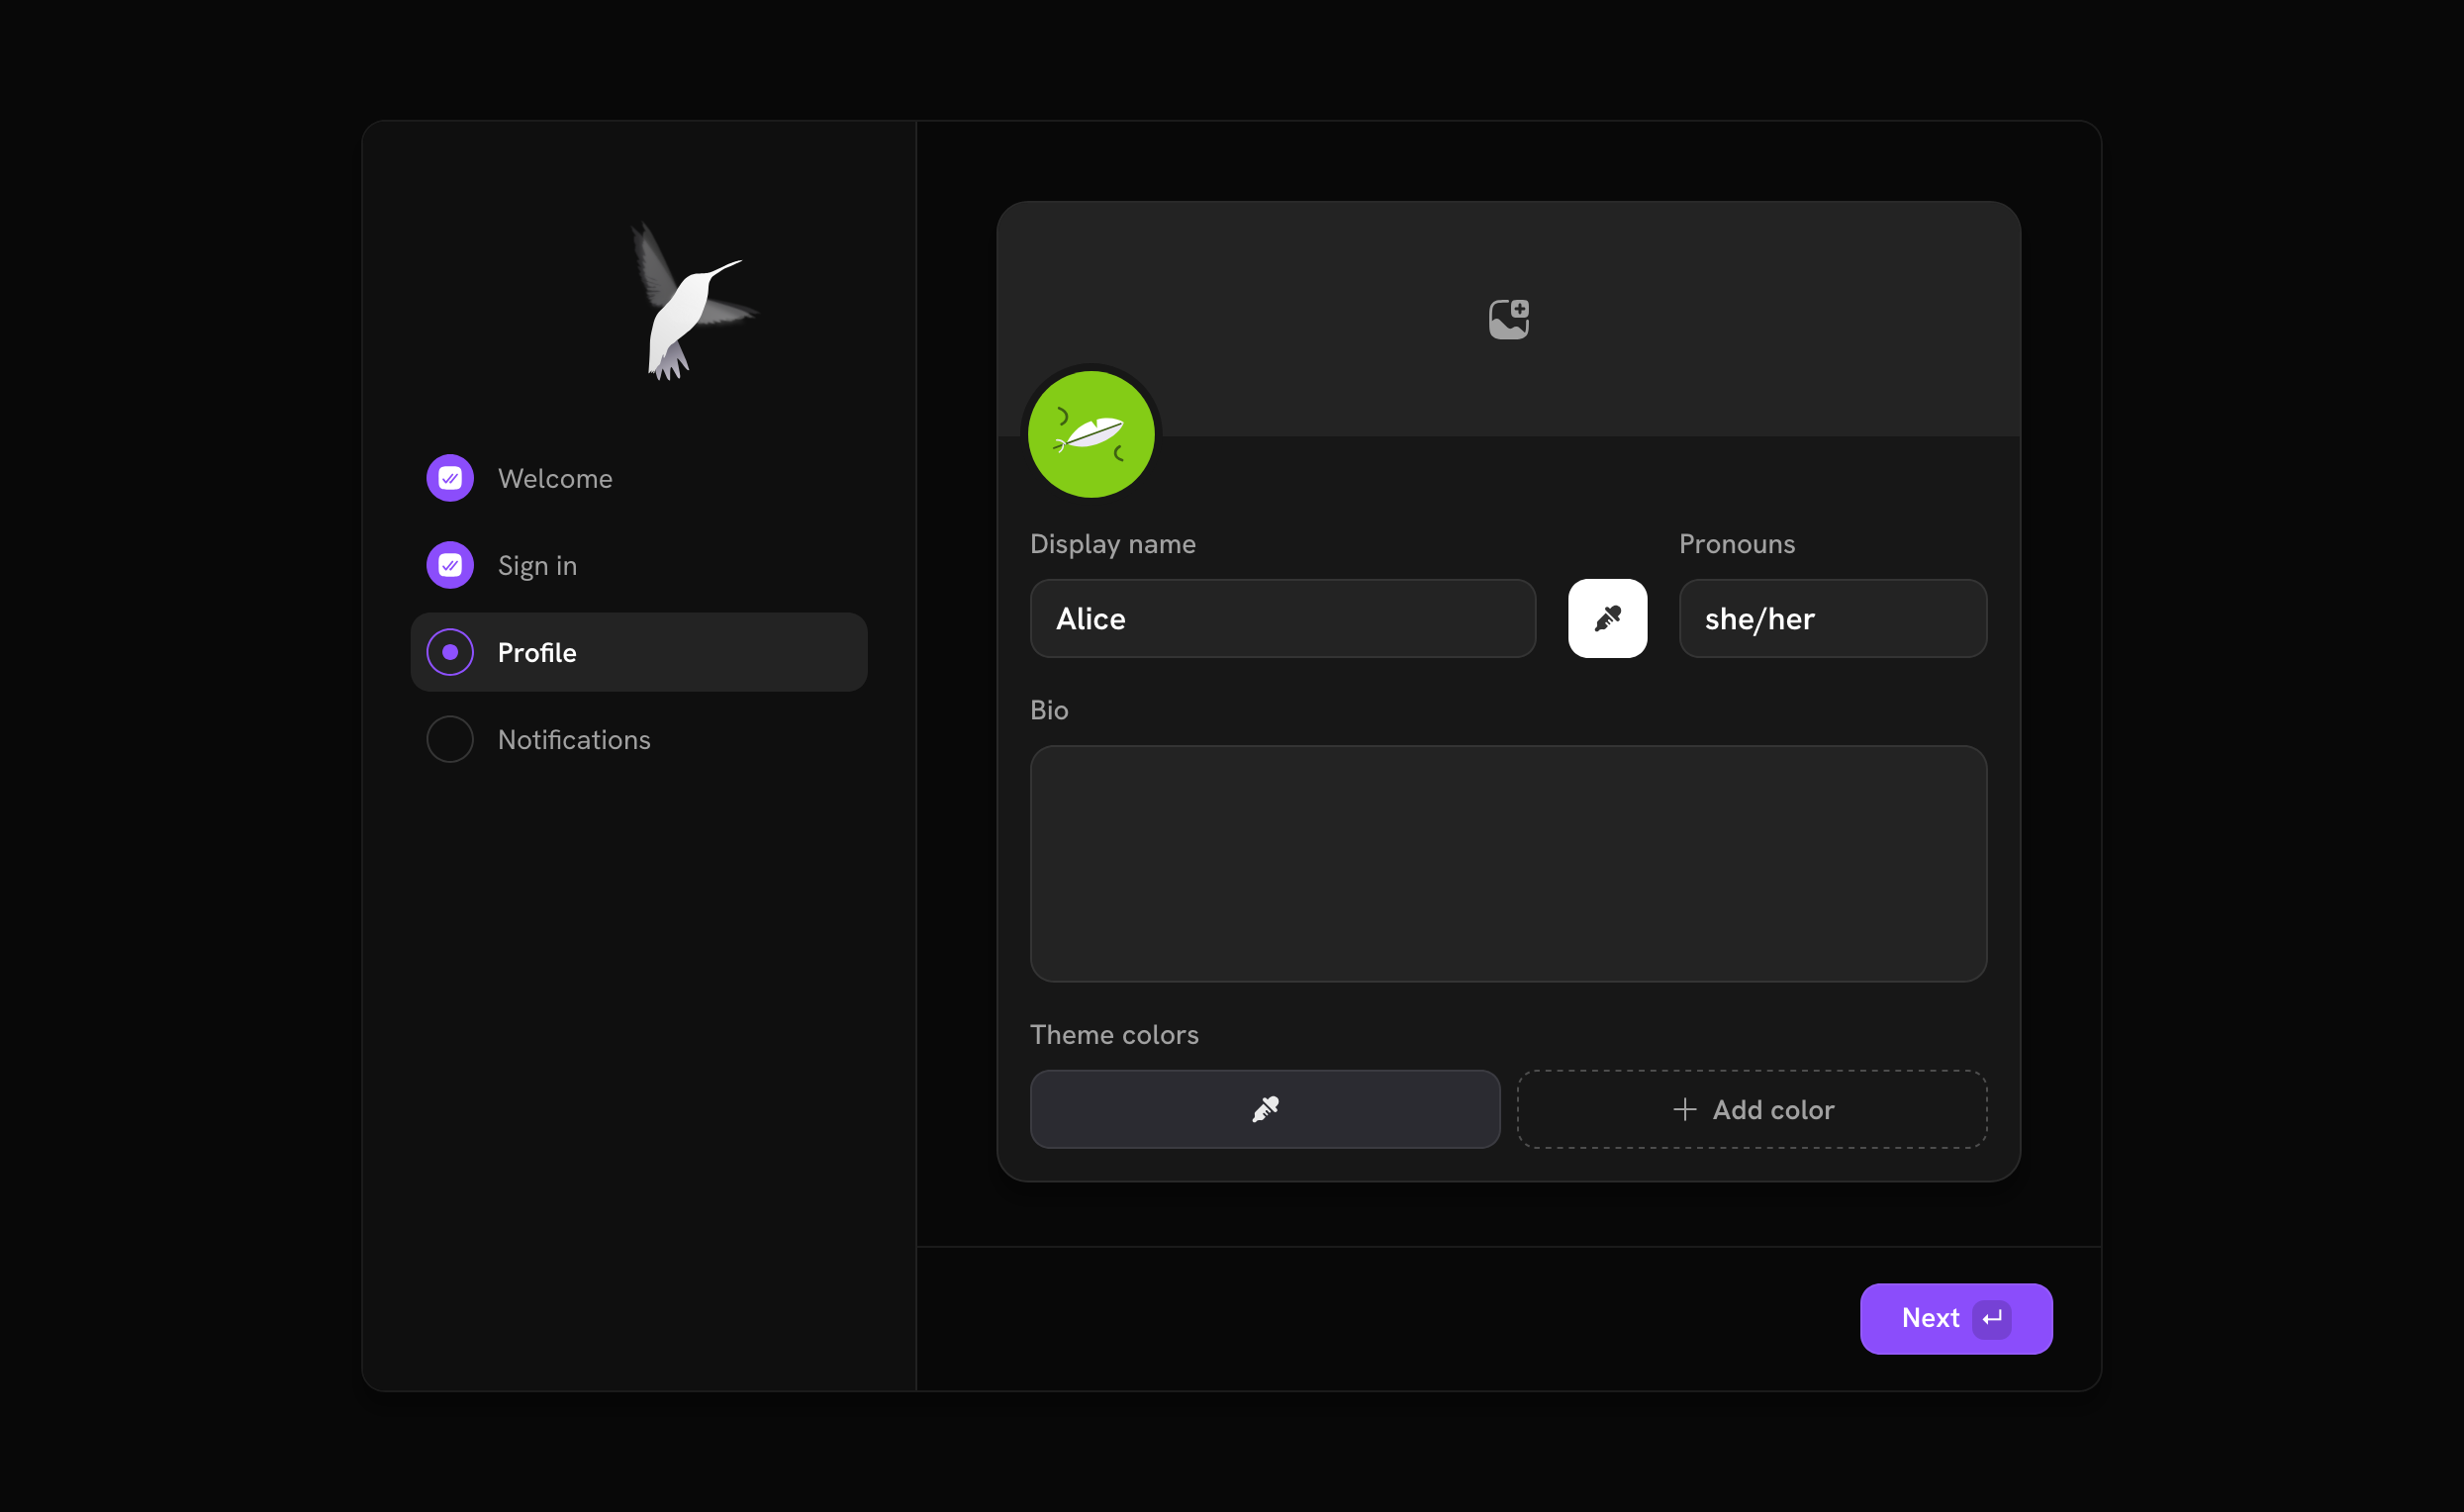 Welcome
Sign in
Profile
Notifications
Display name
Pronouns
Alice
she/her
Bio
Theme colors
Add color
Next